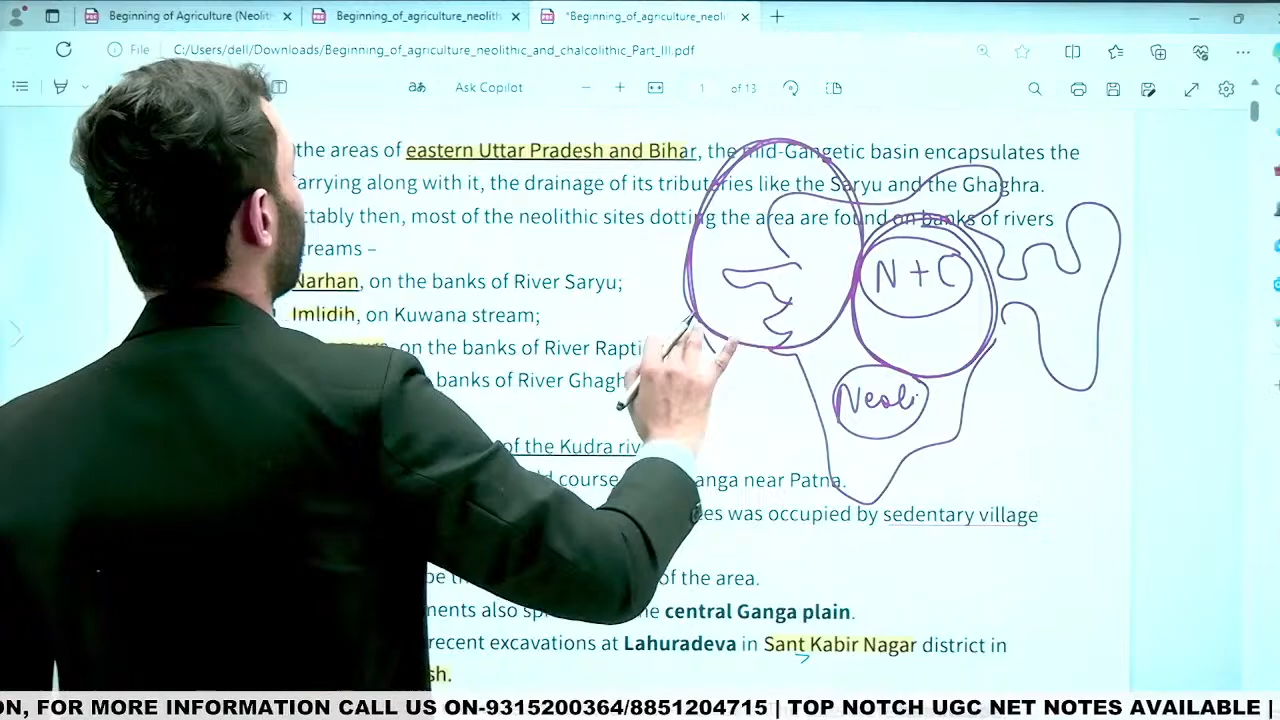 Beginning of Agriculture (Neolit
Beginning_of_agriculture_neolith
*Beginning_of_agriculture_neoli
File C:/Users/dell/Downloads/Beginning_of_agriculture_neolithic_and_chalcolithic_Part_III.pdf
aあ Ask Copilot 1 of 13
the areas of eastern Uttar Pradesh and Bihar, the mid-Gangetic basin encapsulates the
carrying along with it, the drainage of its tributaries like the Saryu and the Ghaghra.
ctably then, most of the neolithic sites dotting the area are found on banks of rivers
treams –
Narhan, on the banks of River Saryu;
N + C
Imlidih, on Kuwana stream;
on the banks of River Rapti
banks of River Ghagh
Neoli
of the Kudra riv
course anga near Patna.
was occupied by sedentary village
of the area.
ments also sp central Ganga plain.
recent excavations at Lahuradeva in Sant Kabir Nagar district in
sh.
ON, FOR MORE INFORMATION CALL US ON-9315200364/8851204715 | TOP NOTCH UGC NET NOTES AVAILABLE |